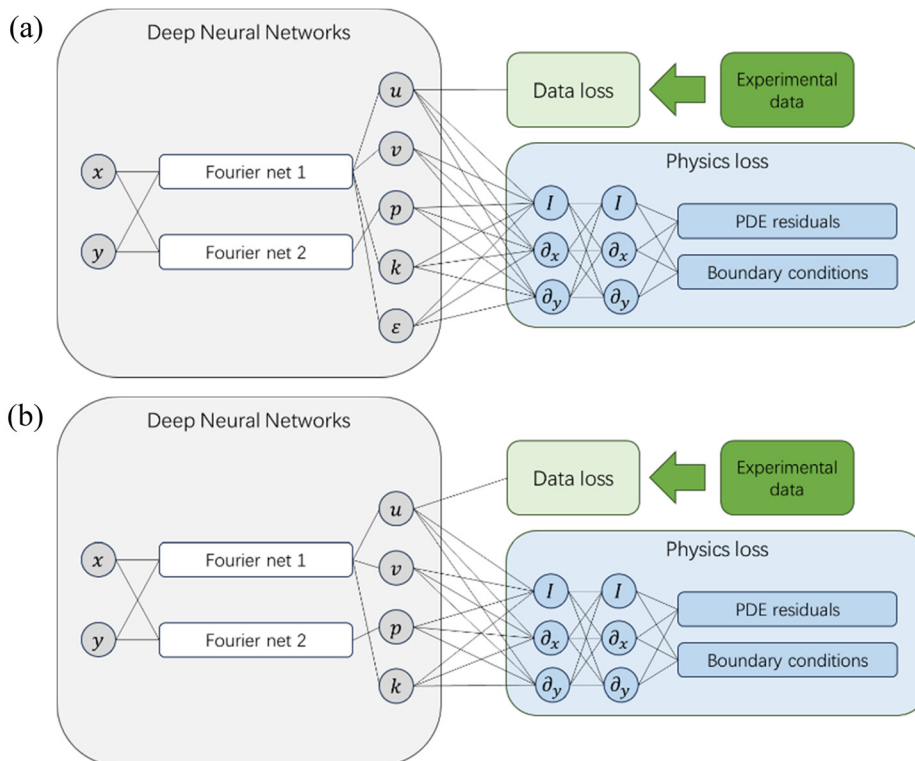 (a)
Deep Neural Networks
u
Data loss
Experimental
data
v
Physics loss
x
Fourier net 1
p
I
I
PDE residuals
y
Fourier net 2
k
∂x
∂x
Boundary conditions
ε
∂y
∂y
(b)
Deep Neural Networks
u
Data loss
Experimental
data
v
Physics loss
x
Fourier net 1
p
I
I
PDE residuals
y
Fourier net 2
k
∂x
∂x
Boundary conditions
∂y
∂y